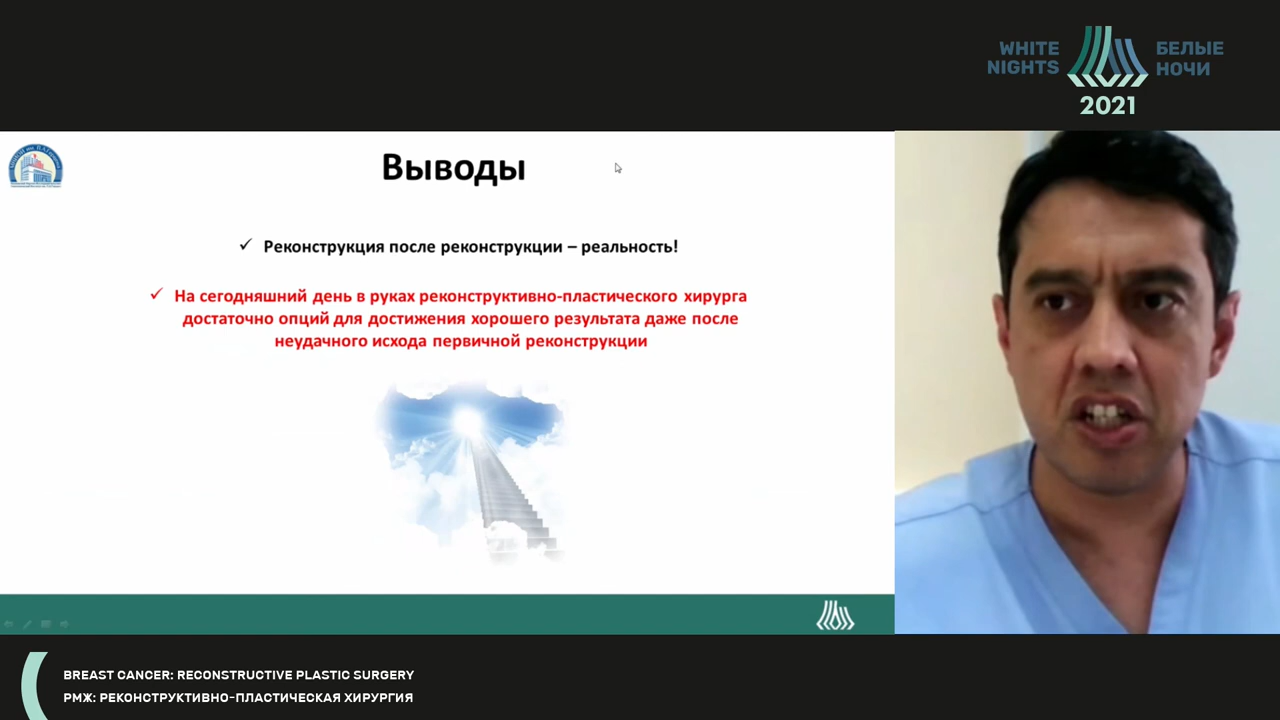 WHITE
NIGHTS
БЕЛЫЕ
НОЧИ
2021
Выводы
Реконструкция после реконструкции – реальность!
На сегодняшний день в руках реконструктивно-пластического хирурга
достаточно опций для достижения хорошего результата даже после
неудачного исхода первичной реконструкции
BREAST CANCER: RECONSTRUCTIVE PLASTIC SURGERY
РМЖ: РЕКОНСТРУКТИВНО-ПЛАСТИЧЕСКАЯ ХИРУРГИЯ